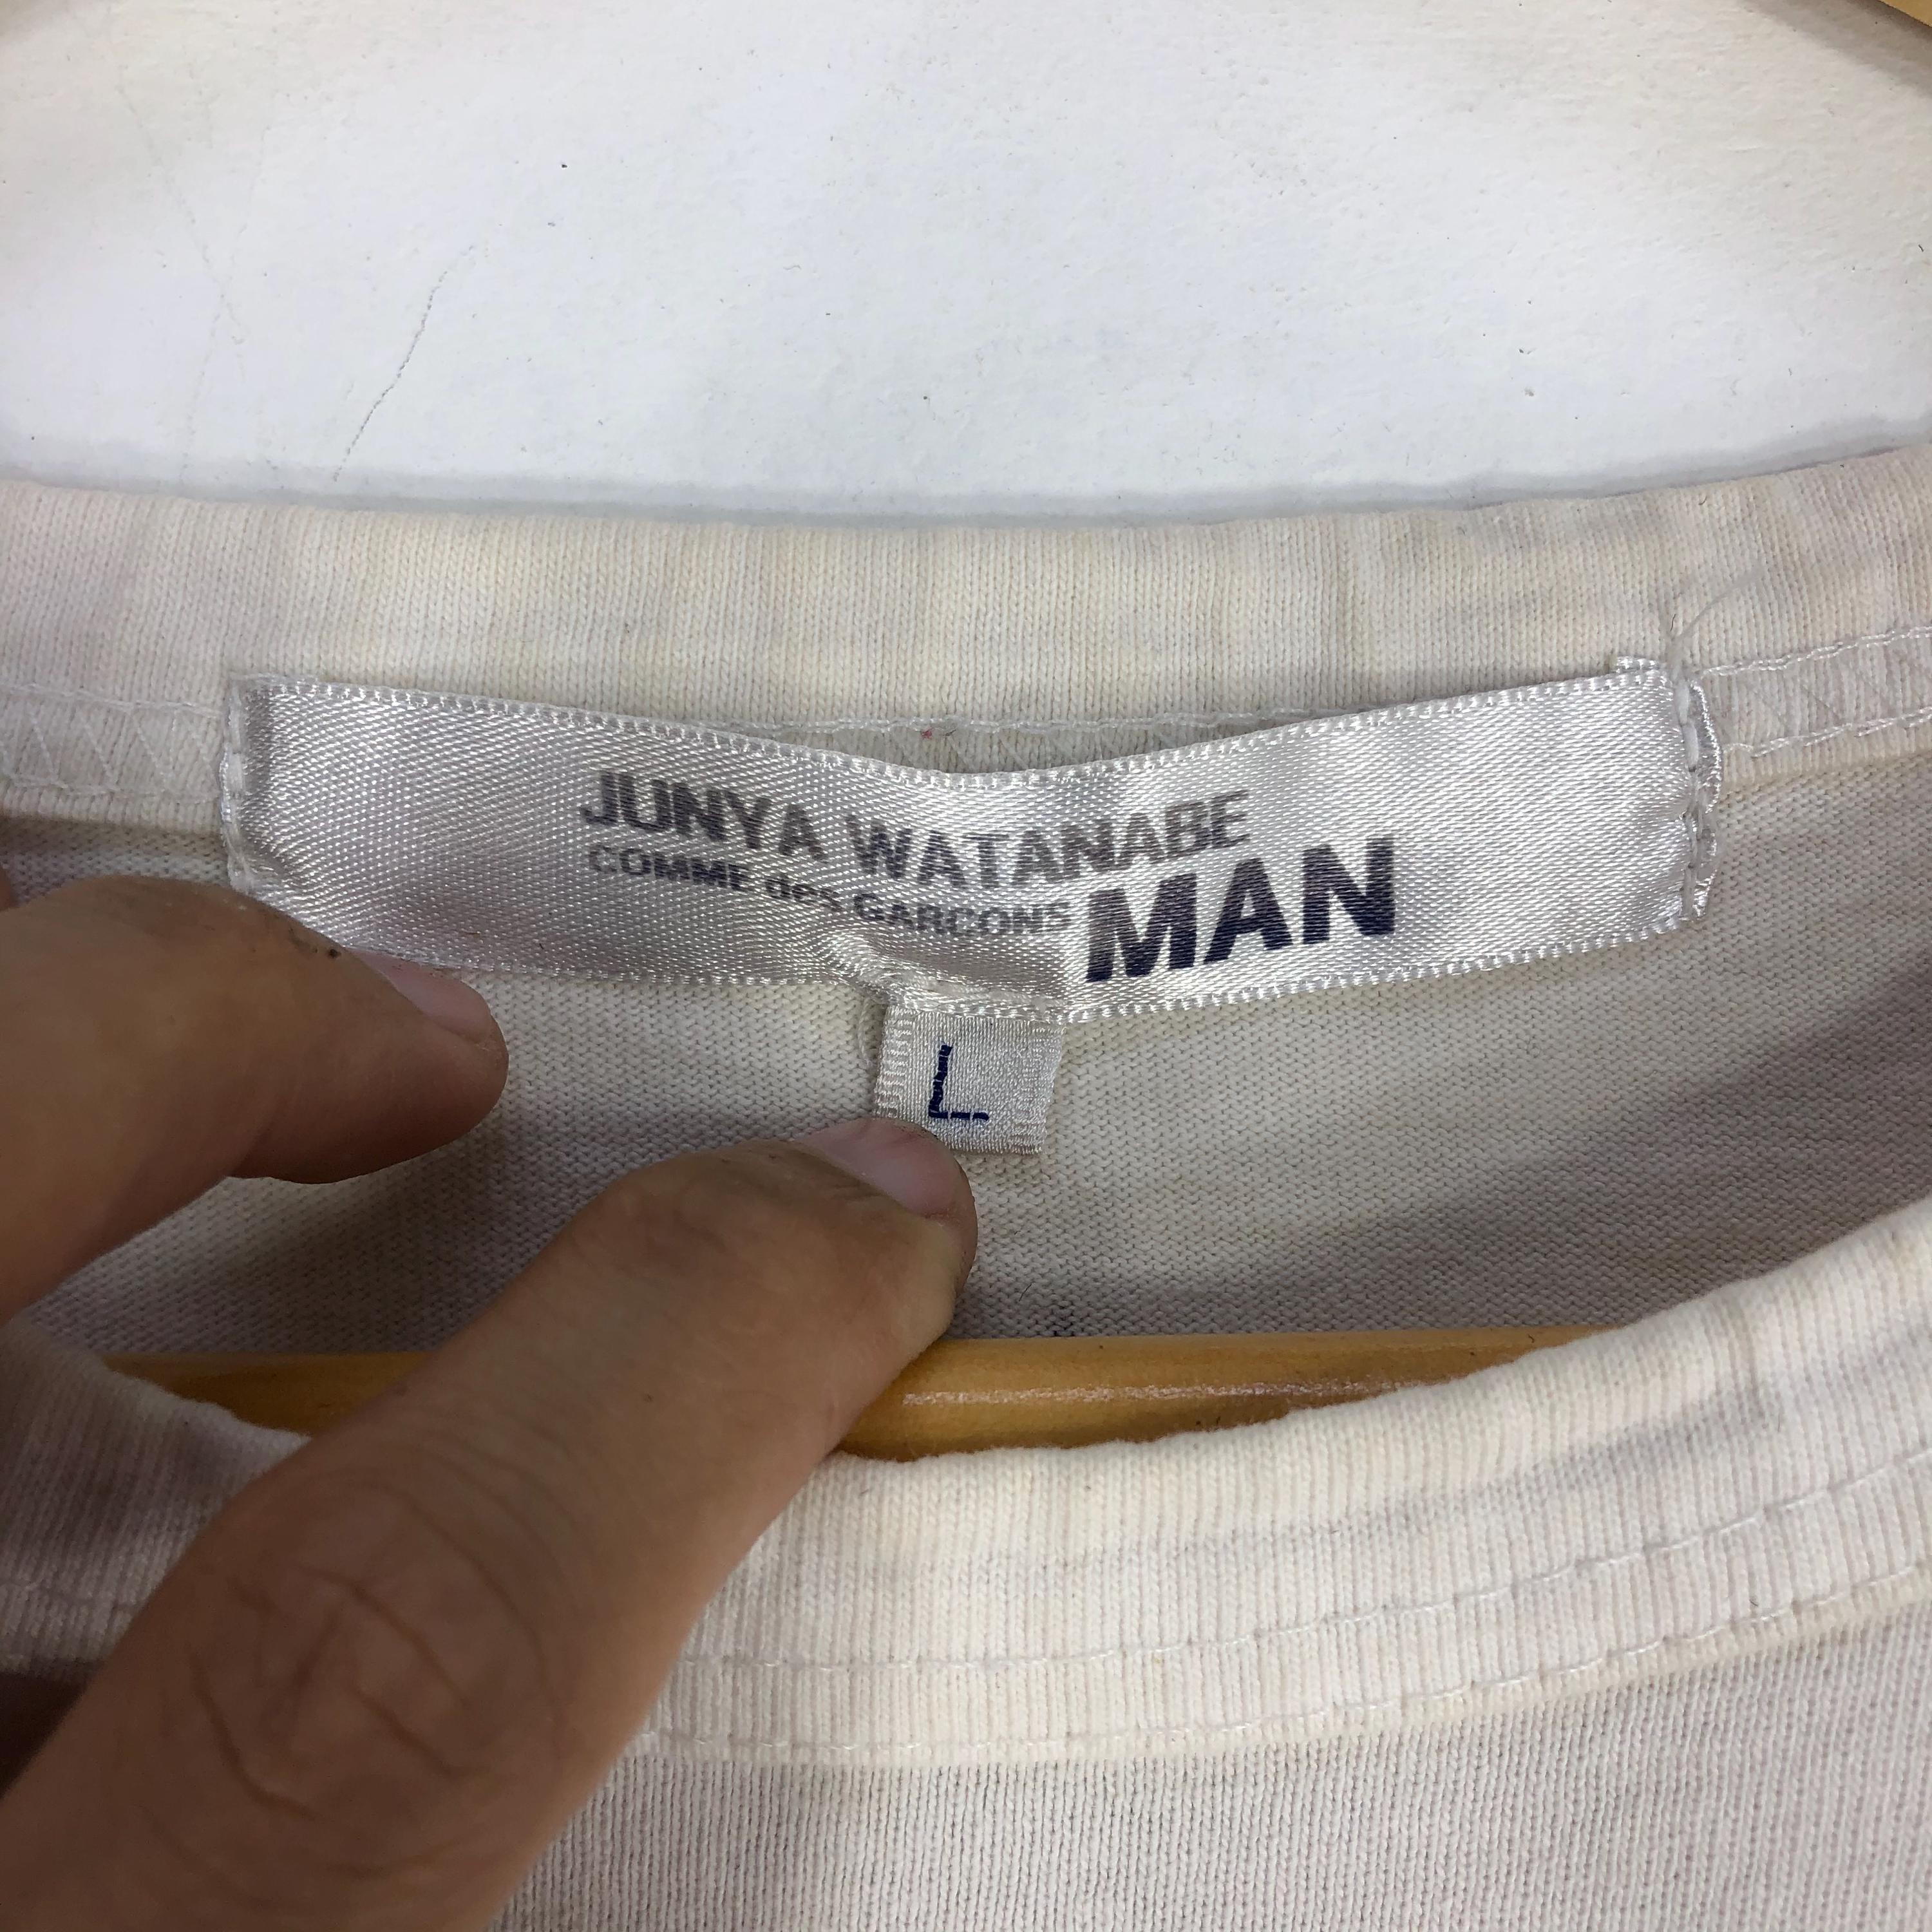 JUNYA WATANABE
COMME des GARCONS MAN
L